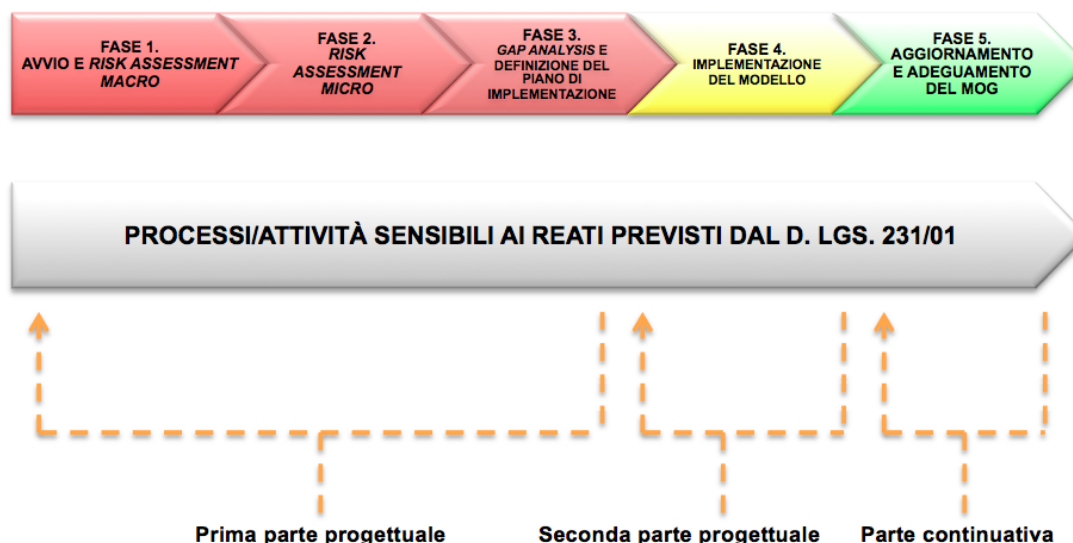 FASE 1.
AVVIO E RISK ASSESSMENT
MACRO
FASE 2.
RISK
ASSESSMENT
MICRO
FASE 3.
GAP ANALYSIS E
DEFINIZIONE DEL
PIANO DI
IMPLEMENTAZIONE
FASE 4.
IMPLEMENTAZIONE
DEL MODELLO
FASE 5.
AGGIORNAMENTO
E ADEGUAMENTO
DEL MOG
PROCESSI/ATTIVITÀ SENSIBILI AI REATI PREVISTI DAL D. LGS. 231/01
Prima parte progettuale
Seconda parte progettuale
Parte continuativa